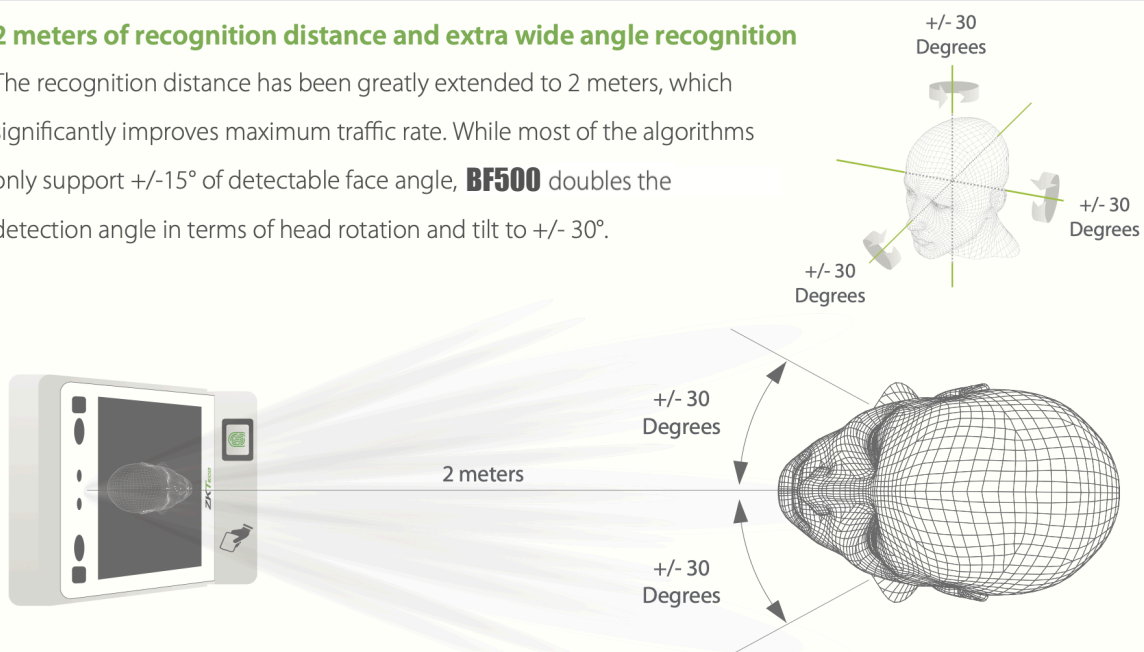 2 meters of recognition distance and extra wide angle recognition
The recognition distance has been greatly extended to 2 meters, which
significantly improves maximum traffic rate. While most of the algorithms
only support +/-15° of detectable face angle, BF500 doubles the
detection angle in terms of head rotation and tilt to +/- 30°.
+/- 30
Degrees
+/- 30
Degrees
+/- 30
Degrees
+/- 30
Degrees
2 meters
+/- 30
Degrees
ZKTeco